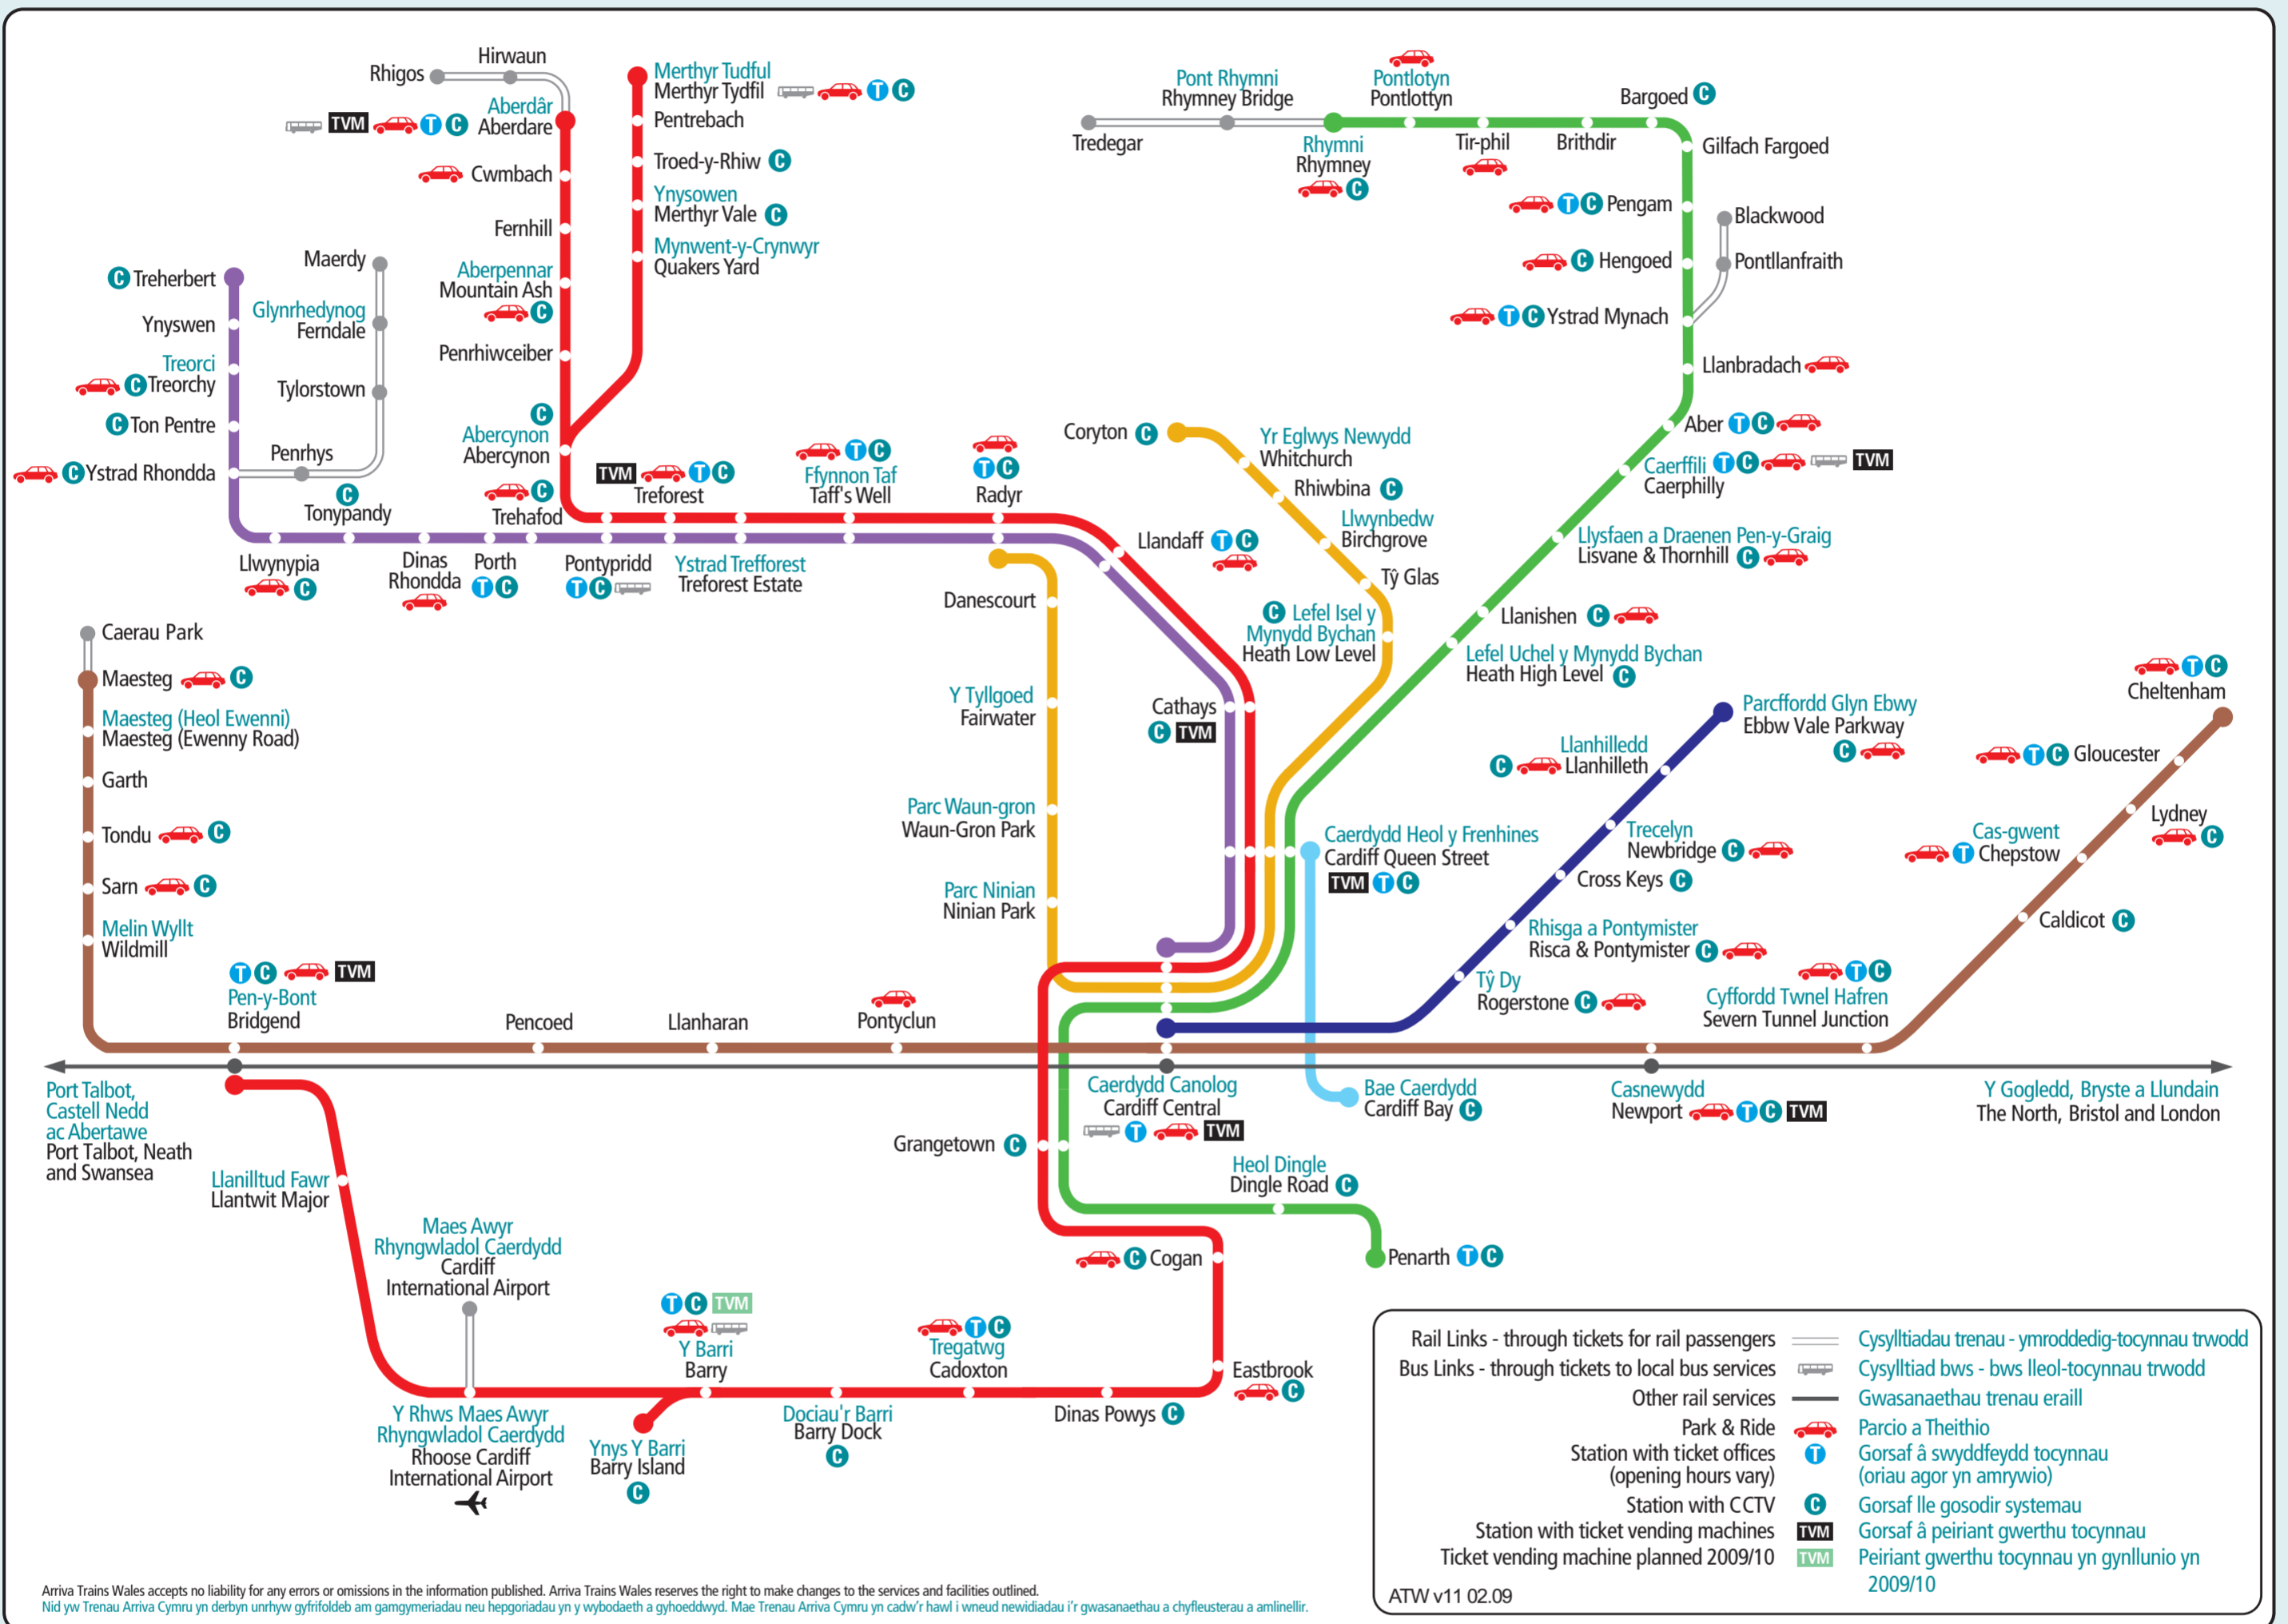 Rhigos
Hirwaun
Aberdâr
TVM T C Aberdare
Cwmbach
Fernhill
Aberpennar
Mountain Ash
C
Penrhiwceiber
C
Abercynon
Abercynon
Merthyr Tudful
Merthyr Tydfil T C
Pentrebach
Troed-y-Rhiw C
Ynysowen
Merthyr Vale C
Mynwent-y-Crynwyr
Quakers Yard
C Treherbert
Ynyswen
Treorci
C Treorchy
C Ton Pentre
C Ystrad Rhondda
Maerdy
Glynrhedynog
Ferndale
Tylorstown
Penrhys
C
Tonypandy
C
Trehafod
Llwynypia
C
Dinas
Rhondda
Porth
T C
Pontypridd
T C
TVM T C
Treforest
Ystrad Trefforest
Treforest Estate
T C
Ffynnon Taf
Taff's Well
T C
Radyr
Llandaff T C
Cathays
C TVM
Pont Rhymni
Rhymney Bridge
Tredegar
Rhymni
Rhymney
C
Pontlotyn
Pontlottyn
Tir-phil
Brithdir
Bargoed C
Gilfach Fargoed
T C Pengam
C Hengoed
Blackwood
Pontllanfraith
T C Ystrad Mynach
Llanbradach
Aber T C
Caerffili T C TVM
Caerphilly
Llysfaen a Draenen Pen-y-Graig
Lisvane & Thornhill C
Llanishen C
Lefel Uchel y Mynydd Bychan
Heath High Level C
Coryton C
Yr Eglwys Newydd
Whitchurch
Rhiwbina C
Llwynbedw
Birchgrove
Tŷ Glas
C Lefel Isel y
Mynydd Bychan
Heath Low Level
Danescourt
Y Tyllgoed
Fairwater
Parc Waun-gron
Waun-Gron Park
Parc Ninian
Ninian Park
Caerdydd Heol y Frenhines
Cardiff Queen Street
TVM T C
Caerau Park
Maesteg C
Maesteg (Heol Ewenni)
Maesteg (Ewenny Road)
Garth
Tondu C
Sarn C
Melin Wyllt
Wildmill
T C TVM
Pen-y-Bont
Bridgend
Pencoed
Llanharan
Pontyclun
Parcffordd Glyn Ebwy
Ebbw Vale Parkway
C
Llanhilledd
C Llanhilleth
Trecelyn
Newbridge C
Cross Keys C
Rhisga a Pontymister
Risca & Pontymister C
Tŷ Dy
Rogerstone C
T C
Cheltenham
T C Gloucester
Lydney
C
Cas-gwent
T Chepstow
Caldicot C
T C
Cyffordd Twnel Hafren
Severn Tunnel Junction
Port Talbot,
Castell Nedd
ac Abertawe
Port Talbot, Neath
and Swansea
Caerdydd Canolog
Cardiff Central
T TVM
Bae Caerdydd
Cardiff Bay C
Casnewydd
Newport T C TVM
Y Gogledd, Bryste a Llundain
The North, Bristol and London
Grangetown C
Heol Dingle
Dingle Road C
Penarth T C
C Cogan
Eastbrook
C
Dinas Powys C
T C
Tregatwg
Cadoxton
Dociau'r Barri
Barry Dock
C
T C TVM
Y Barri
Barry
Ynys Y Barri
Barry Island
C
Llanilltud Fawr
Llantwit Major
Maes Awyr
Rhyngwladol Caerdydd
Cardiff
International Airport
Y Rhws Maes Awyr
Rhyngwladol Caerdydd
Rhoose Cardiff
International Airport
Rail Links - through tickets for rail passengers Cysylltiadau trenau - ymroddedig-tocynnau trwodd
Bus Links - through tickets to local bus services Cysylltiad bws - bws lleol-tocynnau trwodd
Other rail services Gwasanaethau trenau eraill
Park & Ride Parcio a Theithio
Station with ticket offices T Gorsaf â swyddfeydd tocynnau
(opening hours vary) (oriau agor yn amrywio)
Station with CCTV C Gorsaf lle gosodir systemau
Station with ticket vending machines TVM Gorsaf â peiriant gwerthu tocynnau
Ticket vending machine planned 2009/10 TVM Peiriant gwerthu tocynnau yn gynllunio yn
2009/10
ATW v11 02.09
Arriva Trains Wales accepts no liability for any errors or omissions in the information published. Arriva Trains Wales reserves the right to make changes to the services and facilities outlined.
Nid yw Trenau Arriva Cymru yn derbyn unrhyw gyfrifoldeb am gamgymeriadau neu hepgoriadau yn y wybodaeth a gyhoeddwyd. Mae Trenau Arriva Cymru yn cadw'r hawl i wneud newidiadau i'r gwasanaethau a chyfleusterau a amlinellir.